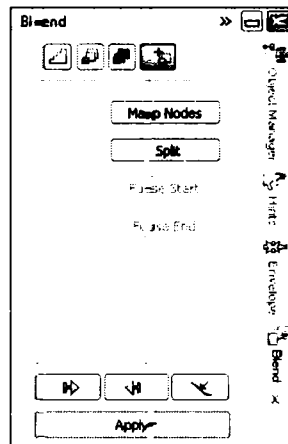 Blend »
Map Nodes
Split
Fuse Start
Fuse End
Apply
Object Manager
Hints
Envelope
Blend